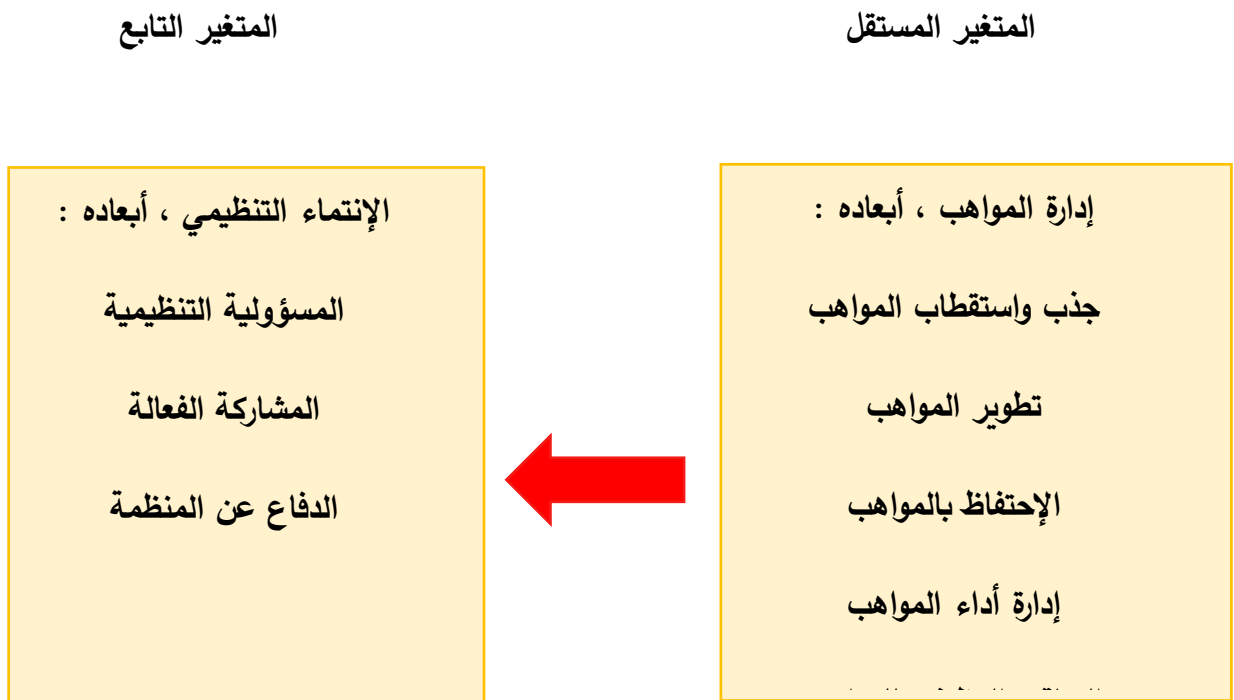 المتغير المستقل
المتغير التابع
إدارة المواهب ، أبعاده :
جذب واستقطاب المواهب
تطوير المواهب
الإحتفاظ بالمواهب
إدارة أداء المواهب
الإنتماء التنظيمي ، أبعاده :
المسؤولية التنظيمية
المشاركة الفعالة
الدفاع عن المنظمة